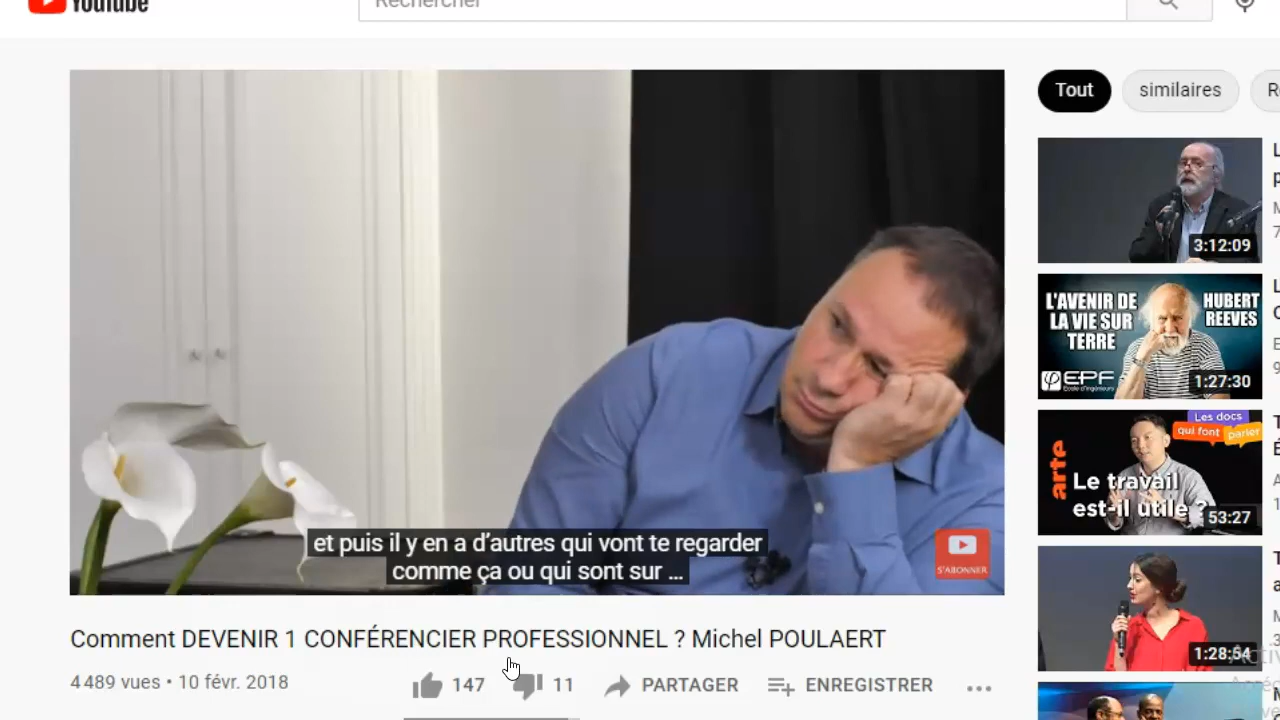 YouTube
Rechercher
Tout
similaires
3:12:09
L'AVENIR DE
LA VIE SUR
TERRE
HUBERT
REEVES
EPF
1:27:30
Les docs
qui font parler
arte
Le travail
est-il utile ?
53:27
1:28:54
et puis il y en a d'autres qui vont te regarder
comme ça ou qui sont sur ...
S'ABONNER
Comment DEVENIR 1 CONFÉRENCIER PROFESSIONNEL ? Michel POULAERT
4 489 vues • 10 févr. 2018
147
11
PARTAGER
ENREGISTRER